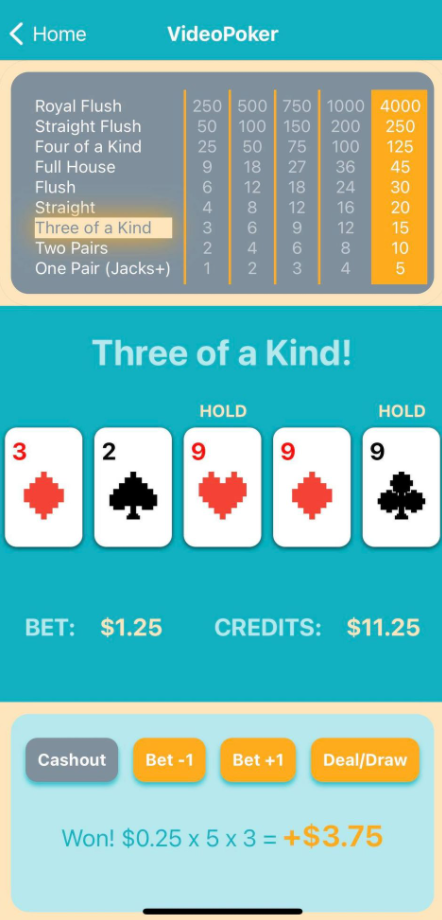 Home VideoPoker
Royal Flush 250 500 750 1000 4000
Straight Flush 50 100 150 200 250
Four of a Kind 25 50 75 100 125
Full House 9 18 27 36 45
Flush 6 12 18 24 30
Straight 4 8 12 16 20
Three of a Kind 3 6 9 12 15
Two Pairs 2 4 6 8 10
One Pair (Jacks+) 1 2 3 4 5
Three of a Kind!
HOLD HOLD
3 2 9 9 9
BET: $1.25 CREDITS: $11.25
Cashout Bet -1 Bet +1 Deal/Draw
Won! $0.25 x 5 x 3 = +$3.75